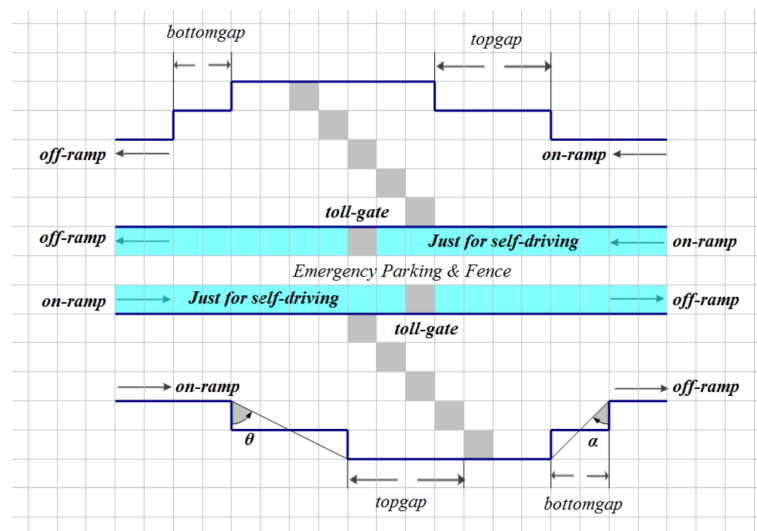 bottomgap
topgap
off-ramp
on-ramp
toll-gate
off-ramp
Just for self-driving
on-ramp
Emergency Parking & Fence
on-ramp
Just for self-driving
off-ramp
toll-gate
on-ramp
off-ramp
θ
α
topgap
bottomgap